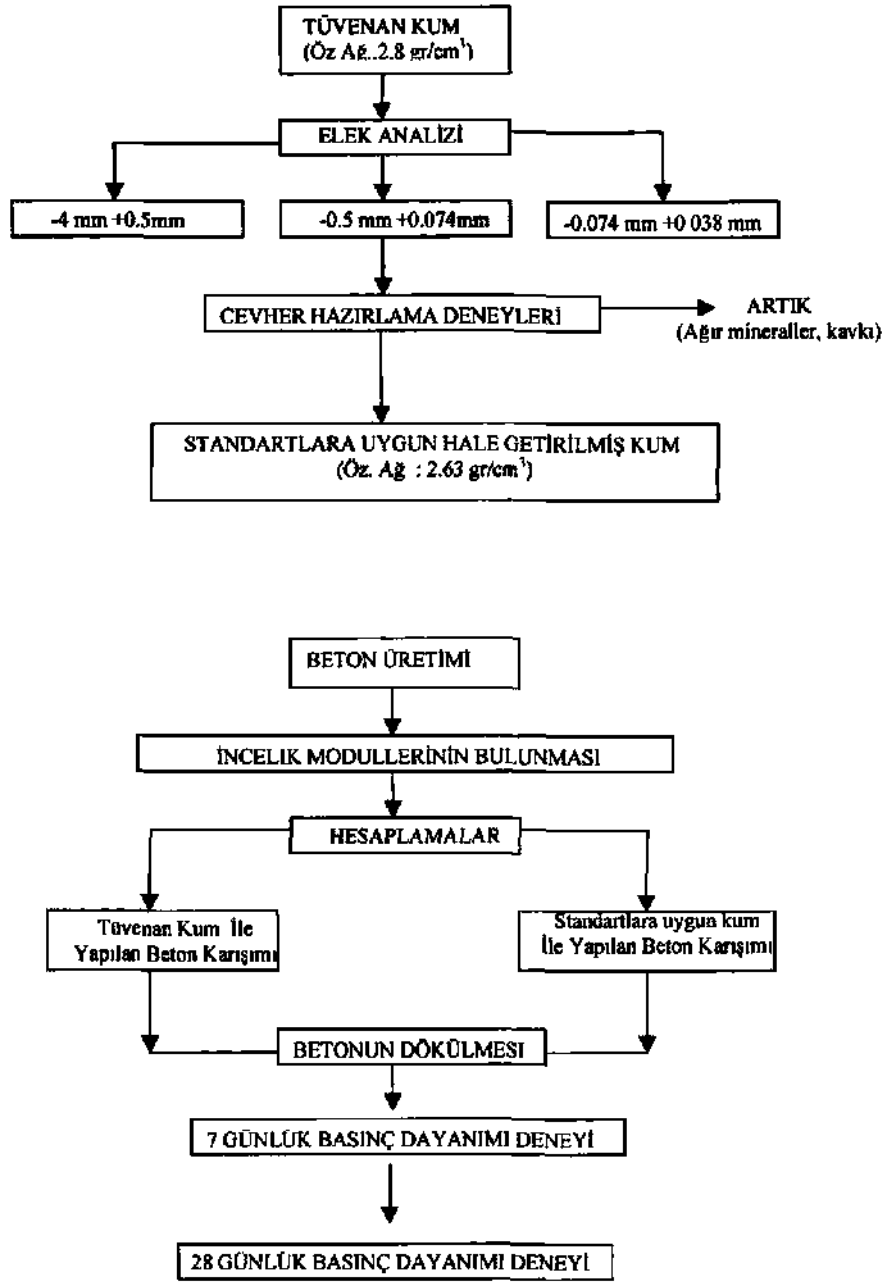 TÜVENAN KUM
(Öz Ağ..2.8 gr/cm³)
ELEK ANALİZİ
-4 mm +0.5mm
-0.5 mm +0.074mm
-0.074 mm +0 038 mm
CEVHER HAZIRLAMA DENEYLERİ
ARTIK
(Ağır mineraller, kavkı)
STANDARTLARA UYGUN HALE GETİRİLMİŞ KUM
(Öz. Ağ : 2.63 gr/cm³)
BETON ÜRETİMİ
İNCELIK MODULLERİNİN BULUNMASI
HESAPLAMALAR
Tüvenan Kum İle
Yapılan Beton Karışımı
Standartlara uygun kum
İle Yapılan Beton Karışımı
BETONUN DÖKÜLMESI
7 GÜNLÜK BASINÇ DAYANIMI DENEYİ
28 GÜNLÜK BASINÇ DAYANIMI DENEYİ